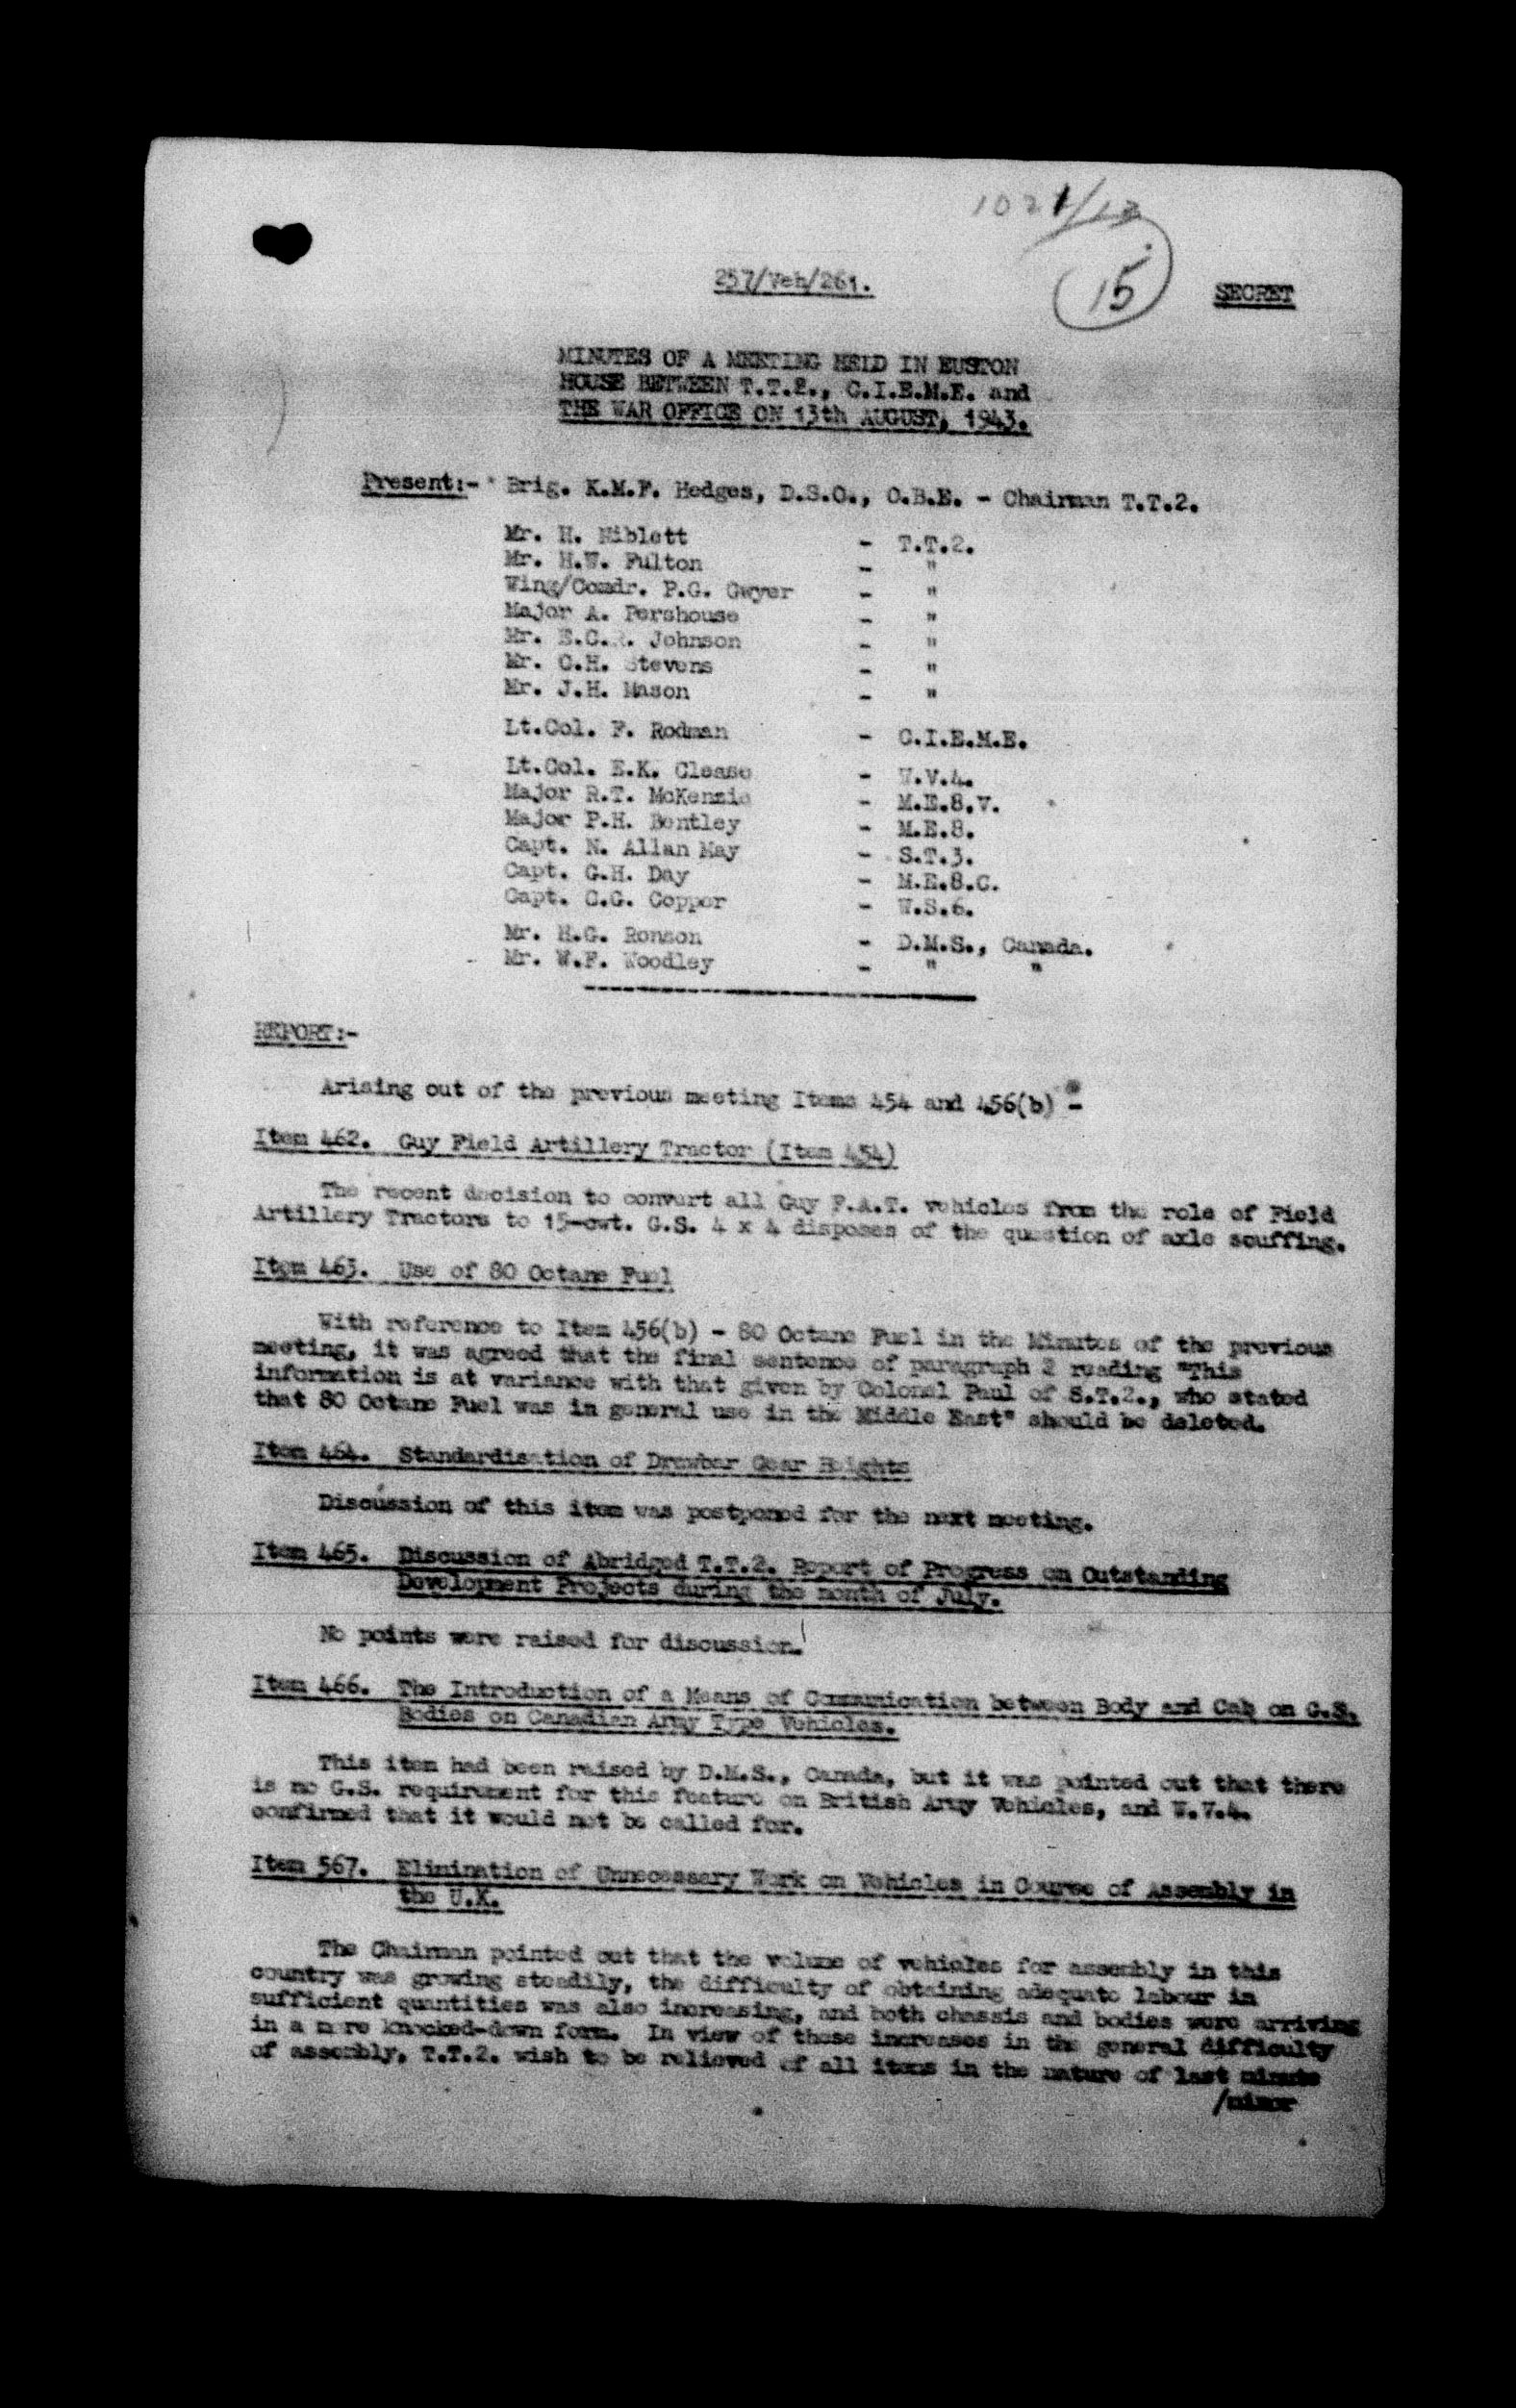 1021/12
15
257/Veh/261.
SECRET
MINUTES OF A MEETING HELD IN EUSTON
HOUSE BETWEEN T.T.2., C.I.E.M.E. and
THE WAR OFFICE ON 13th AUGUST, 1943.
Present:- Brig. K.M.F. Hedges, D.S.O., O.B.E. - Chairman T.T.2.
Mr. H. Niblett - T.T.2.
Mr. H.W. Fulton - "
Wing/Comdr. P.G. Gwyer - "
Major A. Pershouse - "
Mr. E.C.R. Johnson - "
Mr. C.H. Stevens - "
Mr. J.H. Mason - "
Lt.Col. F. Rodman - C.I.E.M.E.
Lt.Col. E.K. Clease - W.V.4.
Major R.T. McKenzie - M.E.8.V.
Major P.H. Bentley - M.E.8.
Capt. N. Allan May - S.T.3.
Capt. G.H. Day - M.E.8.C.
Capt. C.G. Copper - W.S.6.
Mr. H.G. Ronson - D.M.S., Canada.
Mr. W.F. Woodley - " "
REPORT:-
Arising out of the previous meeting Items 454 and 456(b) -
Item 462. Guy Field Artillery Tractor (Item 454)
The recent decision to convert all Guy F.A.T. vehicles from the role of Field
Artillery Tractors to 15-cwt. G.S. 4 x 4 disposes of the question of axle scuffing.
Item 463. Use of 80 Octane Fuel
With reference to Item 456(b) - 80 Octane Fuel in the Minutes of the previous
meeting, it was agreed that the final sentence of paragraph 2 reading "This
information is at variance with that given by Colonel Paul of S.T.2., who stated
that 80 Octane Fuel was in general use in the Middle East" should be deleted.
Item 464. Standardisation of Drawbar Gear Heights
Discussion of this item was postponed for the next meeting.
Item 465. Discussion of Abridged T.T.2. Report of Progress on Outstanding
Development Projects during the month of July.
No points were raised for discussion.
Item 466. The Introduction of a Means of Communication between Body and Cab on G.S.
Bodies on Canadian Army Type Vehicles.
This item had been raised by D.M.S., Canada, but it was pointed out that there
is no G.S. requirement for this feature on British Army Vehicles, and W.V.4.
confirmed that it would not be called for.
Item 567. Elimination of Unnecessary Work on Vehicles in Course of Assembly in
the U.K.
The Chairman pointed out that the volume of vehicles for assembly in this
country was growing steadily, the difficulty of obtaining adequate labour in
sufficient quantities was also increasing, and both chassis and bodies were arriving
in a more knocked-down form. In view of these increases in the general difficulty
of assembly, T.T.2. wish to be relieved of all items in the nature of last minute
/minor